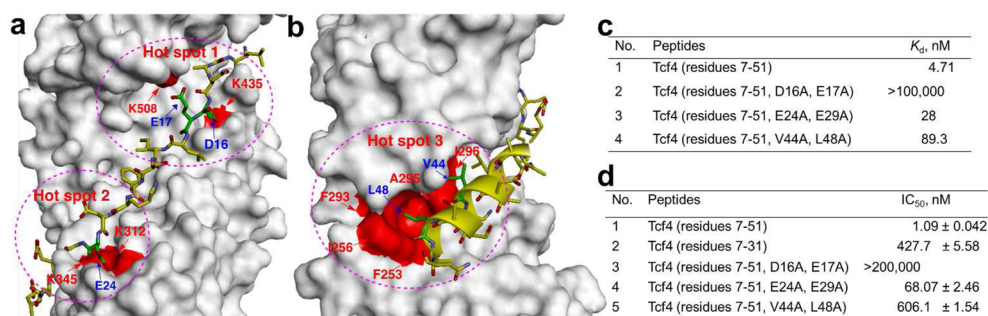 a
Hot spot 1
K435
K508
E17
D16
Hot spot 2
K312
K345
E24
b
Hot spot 3
I296
V44
A295
L48
F293
I256
F253
c
No. Peptides Kd, nM
1 Tcf4 (residues 7-51) 4.71
2 Tcf4 (residues 7-51, D16A, E17A) >100,000
3 Tcf4 (residues 7-51, E24A, E29A) 28
4 Tcf4 (residues 7-51, V44A, L48A) 89.3
d
No. Peptides IC50, nM
1 Tcf4 (residues 7-51) 1.09 ± 0.042
2 Tcf4 (residues 7-31) 427.7 ± 5.58
3 Tcf4 (residues 7-51, D16A, E17A) >200,000
4 Tcf4 (residues 7-51, E24A, E29A) 68.07 ± 2.46
5 Tcf4 (residues 7-51, V44A, L48A) 606.1 ± 1.54